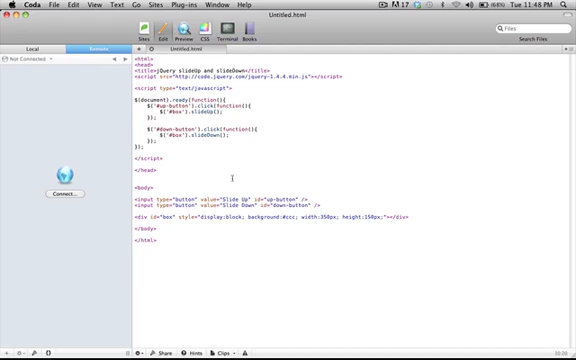 Coda File Edit View Text Go Sites Plug-ins Window Help
17 (68%) Tue 11:48 PM
Untitled.html
Sites Edit Preview CSS Terminal Books
Files
Search Files
Local Remote
Untitled.html
Not Connected
<html>
<head>
<title>jQuery slideUp and slideDown</title>
<script src="http://code.jquery.com/jquery-1.4.4.min.js"></script>
<script type="text/javascript">
$(document).ready(function(){
$('#up-button').click(function(){
$('#box').slideUp();
});
$('#down-button').click(function(){
$('#box').slideDown();
});
});
</script>
</head>
<body>
<input type="button" value="Slide Up" id="up-button" />
<input type="button" value="Slide Down" id="down-button" />
<div id="box" style="display:block; background:#ccc; width:350px; height:150px;"></div>
</body>
</html>
Connect...
Share Hints Clips